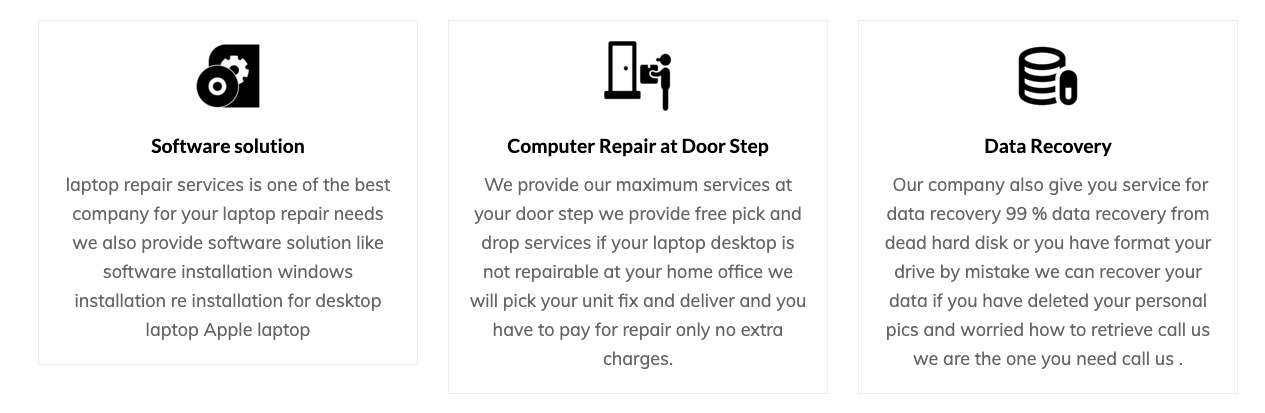 Software solution
laptop repair services is one of the best
company for your laptop repair needs
we also provide software solution like
software installation windows
installation re installation for desktop
laptop Apple laptop
Computer Repair at Door Step
We provide our maximum services at
your door step we provide free pick and
drop services if your laptop desktop is
not repairable at your home office we
will pick your unit fix and deliver and you
have to pay for repair only no extra
charges.
Data Recovery
Our company also give you service for
data recovery 99 % data recovery from
dead hard disk or you have format your
drive by mistake we can recover your
data if you have deleted your personal
pics and worried how to retrieve call us
we are the one you need call us .